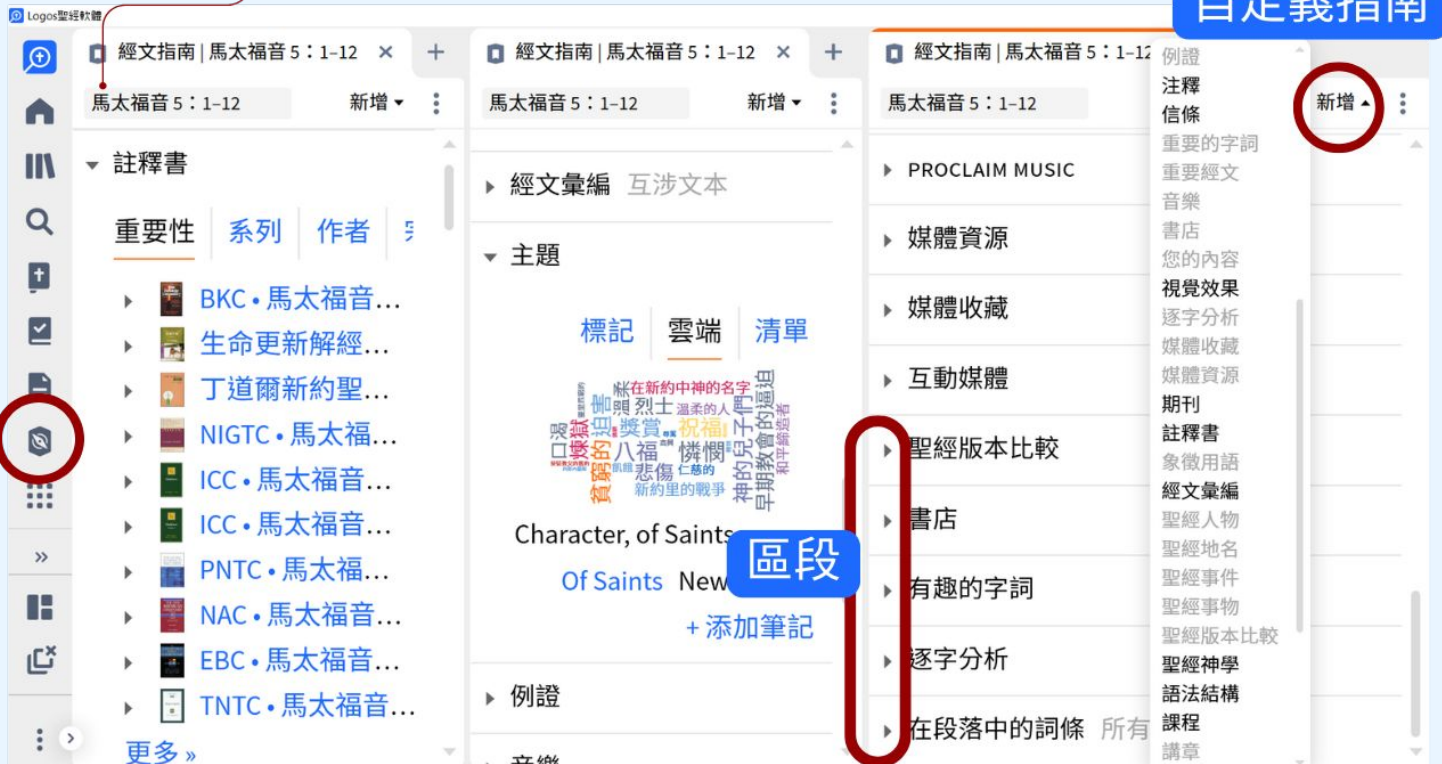 Logos聖經軟體
自定義指南
經文指南 | 馬太福音 5：1–12
馬太福音 5：1–12
新增
註釋書
重要性
系列
作者
BKC • 馬太福音…
生命更新解經…
丁道爾新約聖…
NIGTC • 馬太福…
ICC • 馬太福音…
ICC • 馬太福音…
PNTC • 馬太福…
NAC • 馬太福音…
EBC • 馬太福音…
TNTC • 馬太福音…
更多 »
經文指南 | 馬太福音 5：1–12
馬太福音 5：1–12
新增
經文彙編 互涉文本
主題
標記
雲端
清單
在新約中神的名字
烈士
溫柔的人
獎賞
祝福
八福
憐憫
飢餓
悲傷
仁慈的
新約里的戰爭
口渴
煉獄
貧窮的
迫害
神的兒子們
早期教會的逼迫
和平締造者
Character, of Saints
Of Saints New
+ 添加筆記
例證
音樂
經文指南 | 馬太福音 5：1–12
馬太福音 5：1–12
新增
PROCLAIM MUSIC
媒體資源
媒體收藏
互動媒體
聖經版本比較
書店
有趣的字詞
逐字分析
在段落中的詞條 所有
區段
例證
注釋
信條
重要的字詞
重要經文
音樂
書店
您的內容
視覺效果
逐字分析
媒體收藏
媒體資源
期刊
註釋書
象徵用語
經文彙編
聖經人物
聖經地名
聖經事件
聖經事物
聖經版本比較
聖經神學
語法結構
課程
講章